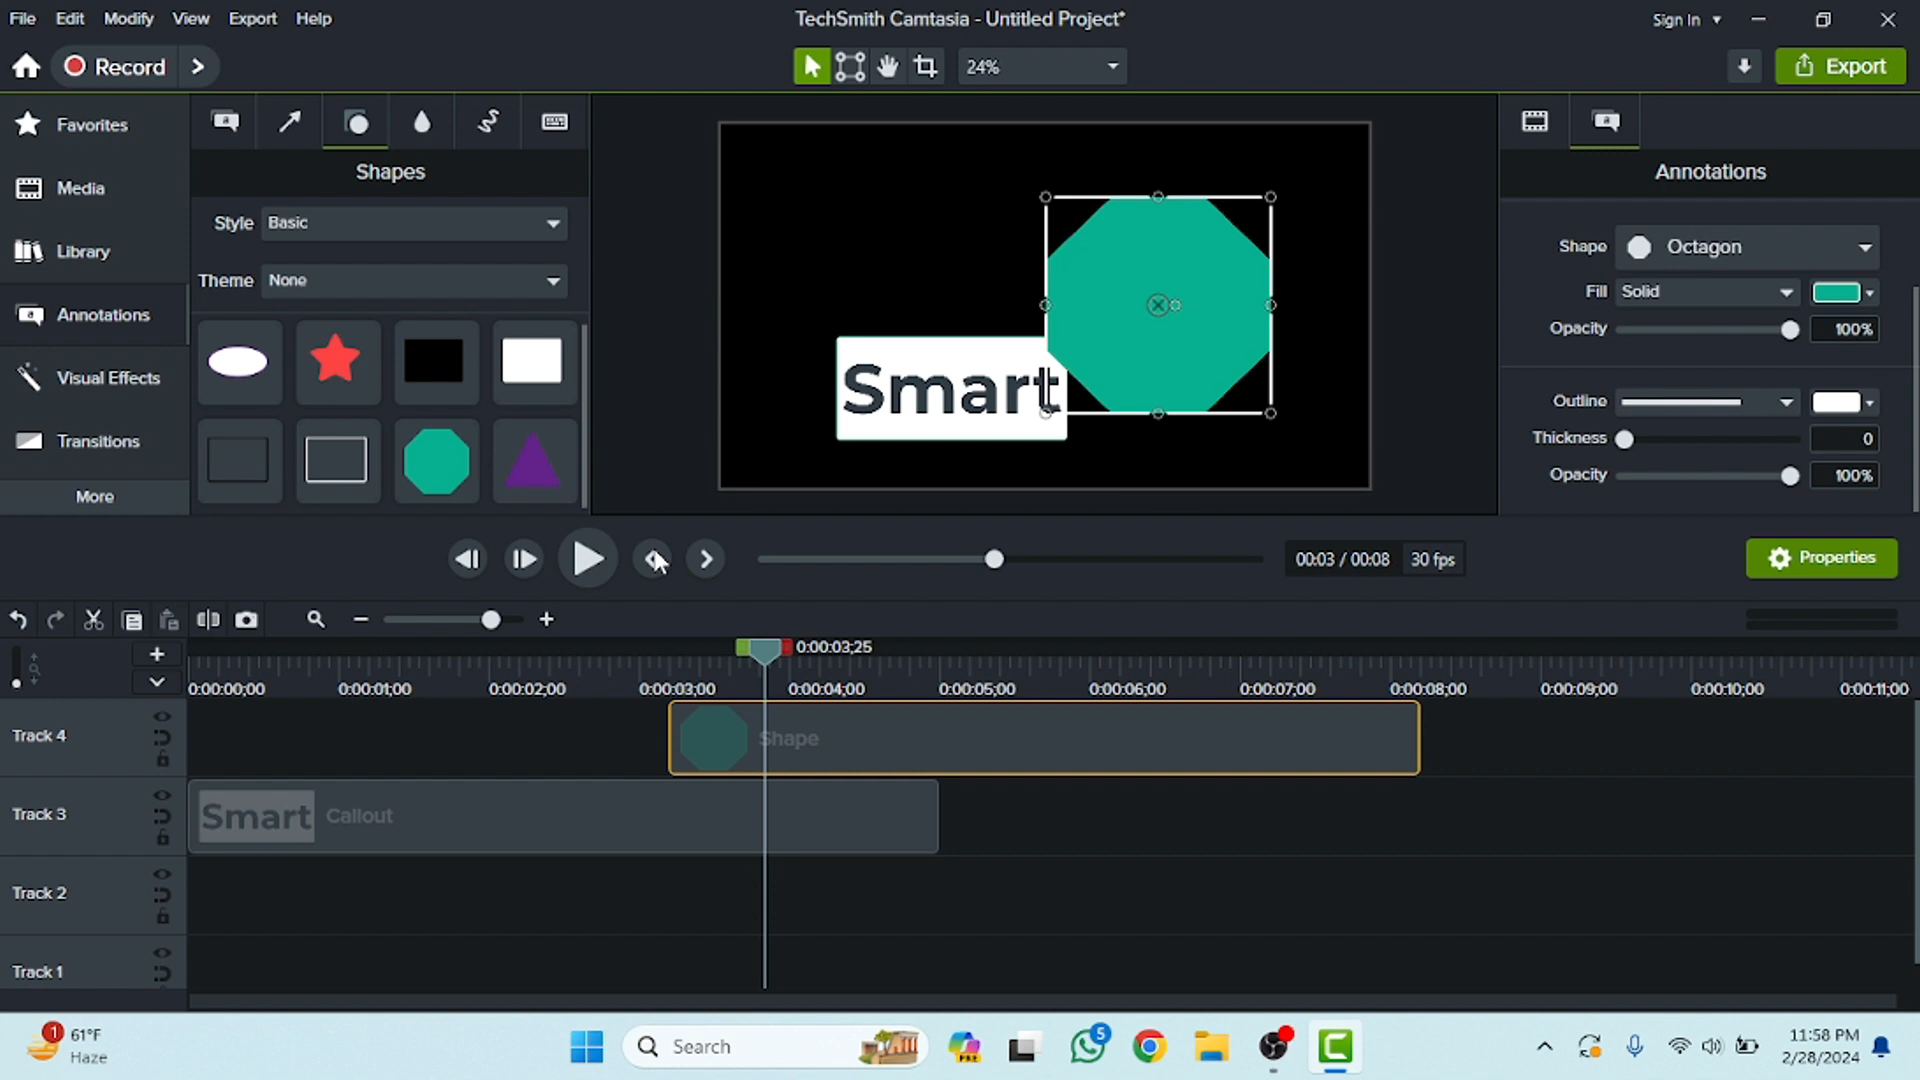 File Edit Modify View Export Help
TechSmith Camtasia - Untitled Project*
Sign In
Record
24%
Export
Favorites
Media
Library
Annotations
Visual Effects
Transitions
More
a
Shapes
Style Basic
Theme None
Smart
a
Annotations
Shape Octagon
Fill Solid
Opacity 100%
Outline
Thickness 0
Opacity 100%
00:03 / 00:08 30 fps
Properties
0:00:03;25
0:00:00;00 0:00:01;00 0:00:02;00 0:00:03;00 0:00:04;00 0:00:05;00 0:00:06;00 0:00:07;00 0:00:08;00 0:00:09;00 0:00:10;00 0:00:11;00
Track 4
Shape
Track 3
Smart Callout
Track 2
Track 1
1
61°F
Haze
Search
PRE
5
11:58 PM
2/28/2024